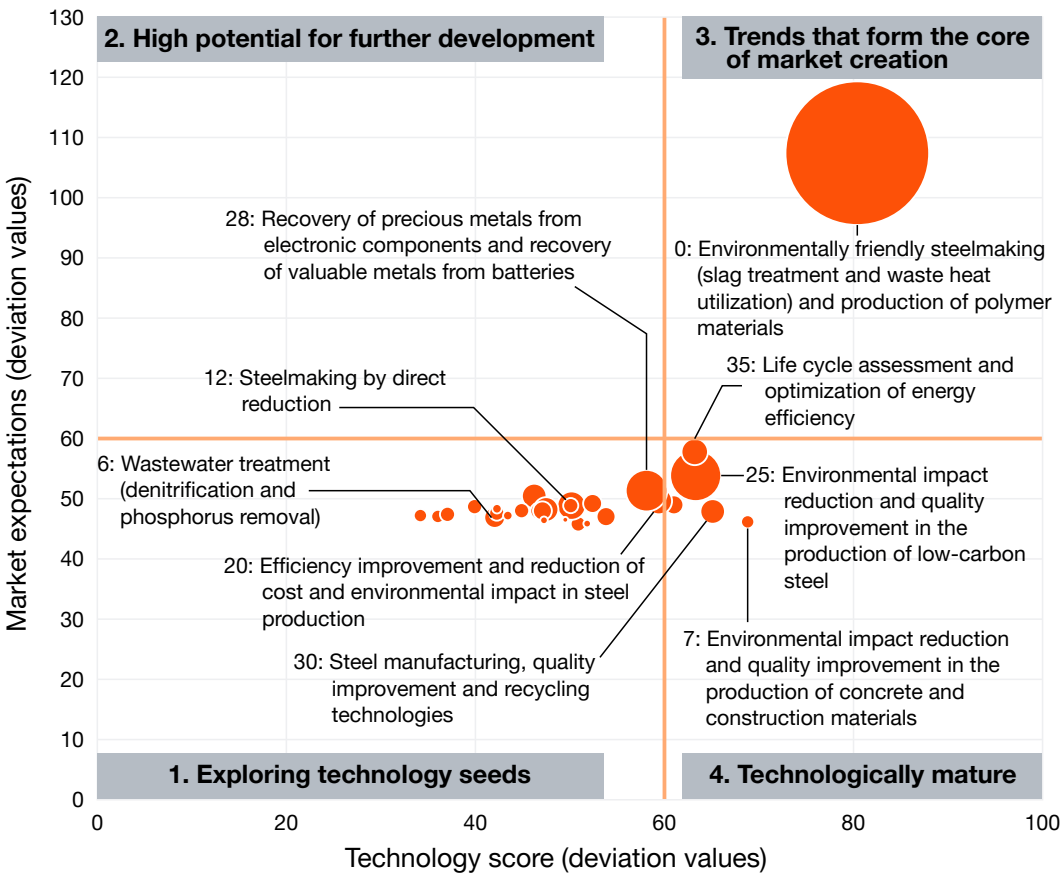 130
120
110
100
90
80
70
60
50
40
30
20
10
0
Market expectations (deviation values)
2. High potential for further development
3. Trends that form the core
of market creation
28: Recovery of precious metals from
electronic components and recovery
of valuable metals from batteries
0: Environmentally friendly steelmaking
(slag treatment and waste heat
utilization) and production of polymer
materials
12: Steelmaking by direct
reduction
35: Life cycle assessment and
optimization of energy
efficiency
6: Wastewater treatment
(denitrification and
phosphorus removal)
25: Environmental impact
reduction and quality
improvement in the
production of low-carbon
steel
20: Efficiency improvement and reduction of
cost and environmental impact in steel
production
30: Steel manufacturing, quality
improvement and recycling
technologies
7: Environmental impact reduction
and quality improvement in the
production of concrete and
construction materials
1. Exploring technology seeds
4. Technologically mature
0
20
40
60
80
100
Technology score (deviation values)